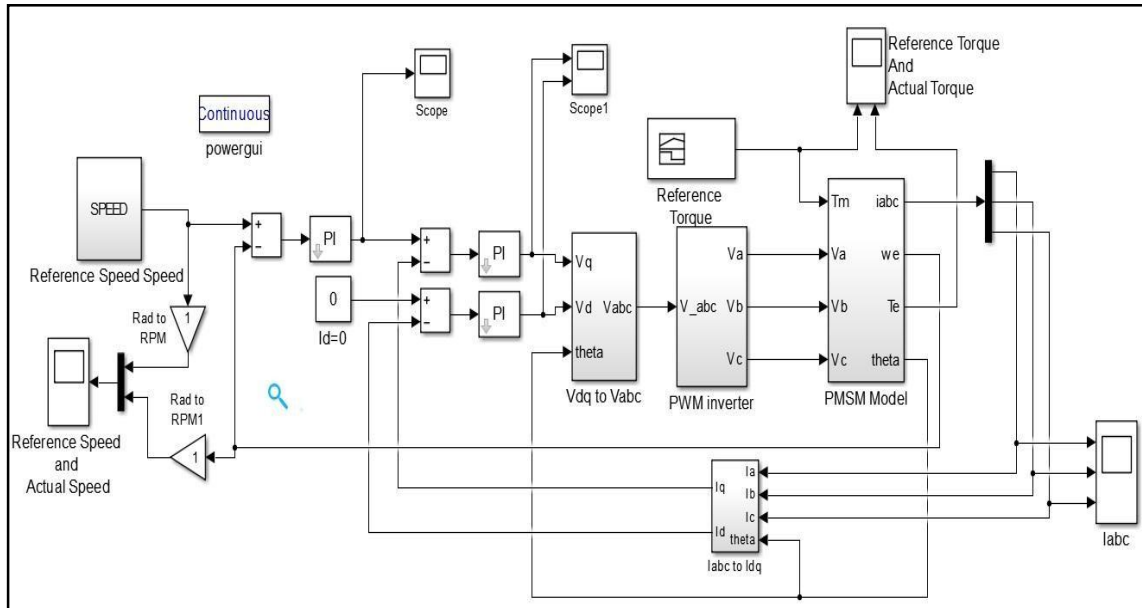 Reference Torque
And
Actual Torque
Scope
Scope1
Continuous
powergui
SPEED
Reference Speed Speed
+
−
PI
+
−
PI
0
Id=0
+
−
PI
Vq
Vd
theta
Vabc
Vdq to Vabc
Reference
Torque
V_abc
Va
Vb
Vc
PWM inverter
Tm
Va
Vb
Vc
iabc
we
Te
theta
PMSM Model
1
Rad to
RPM
Rad to
RPM1
1
Reference Speed
and
Actual Speed
Iq
Id
Ia
Ib
Ic
theta
Iabc to Idq
Iabc